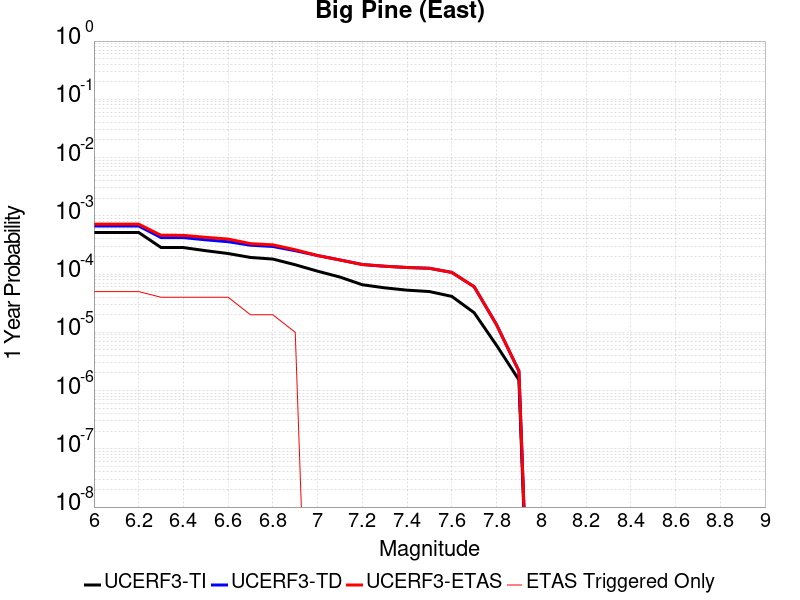 Big Pine (East)
10^0
10^-1
10^-2
10^-3
10^-4
10^-5
10^-6
10^-7
10^-8
1 Year Probability
6 6.2 6.4 6.6 6.8 7 7.2 7.4 7.6 7.8 8 8.2 8.4 8.6 8.8 9
Magnitude
UCERF3-TI UCERF3-TD UCERF3-ETAS ETAS Triggered Only